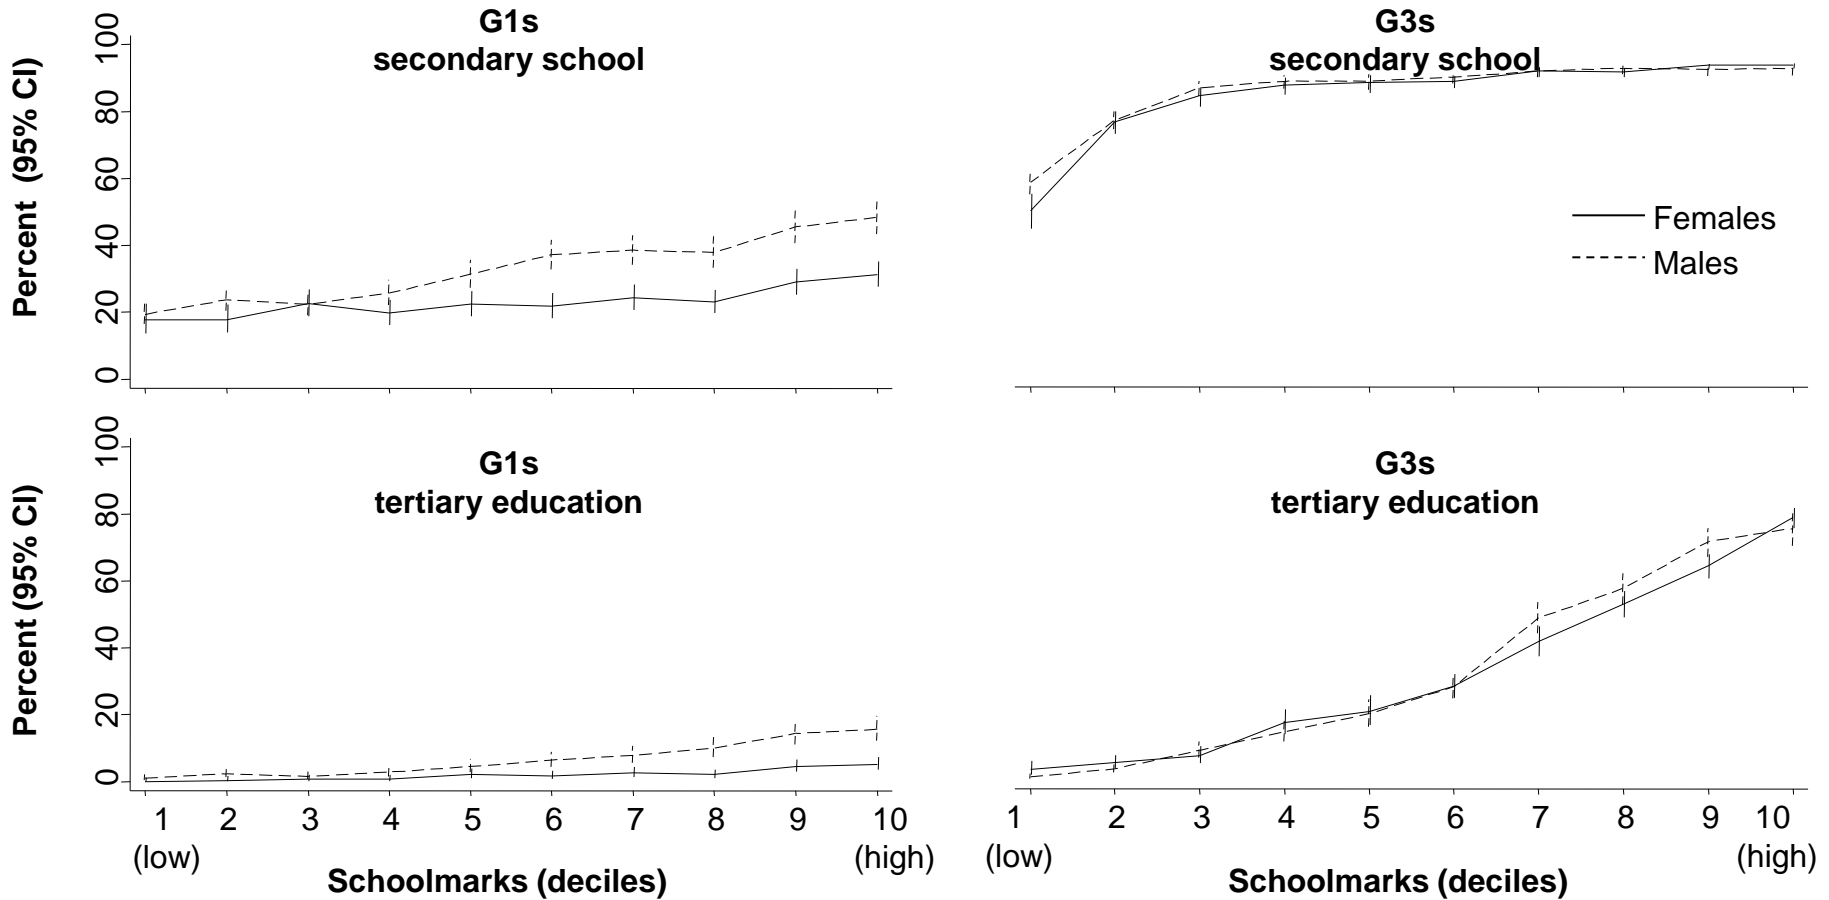 G1s
secondary school
G3s
secondary school
Percent (95% CI)
100
80
60
40
20
0
Females
Males
G1s
tertiary education
G3s
tertiary education
Percent (95% CI)
100
80
60
40
20
0
1 2 3 4 5 6 7 8 9 10
(low) (high)
Schoolmarks (deciles)
1 2 3 4 5 6 7 8 9 10
(low) (high)
Schoolmarks (deciles)